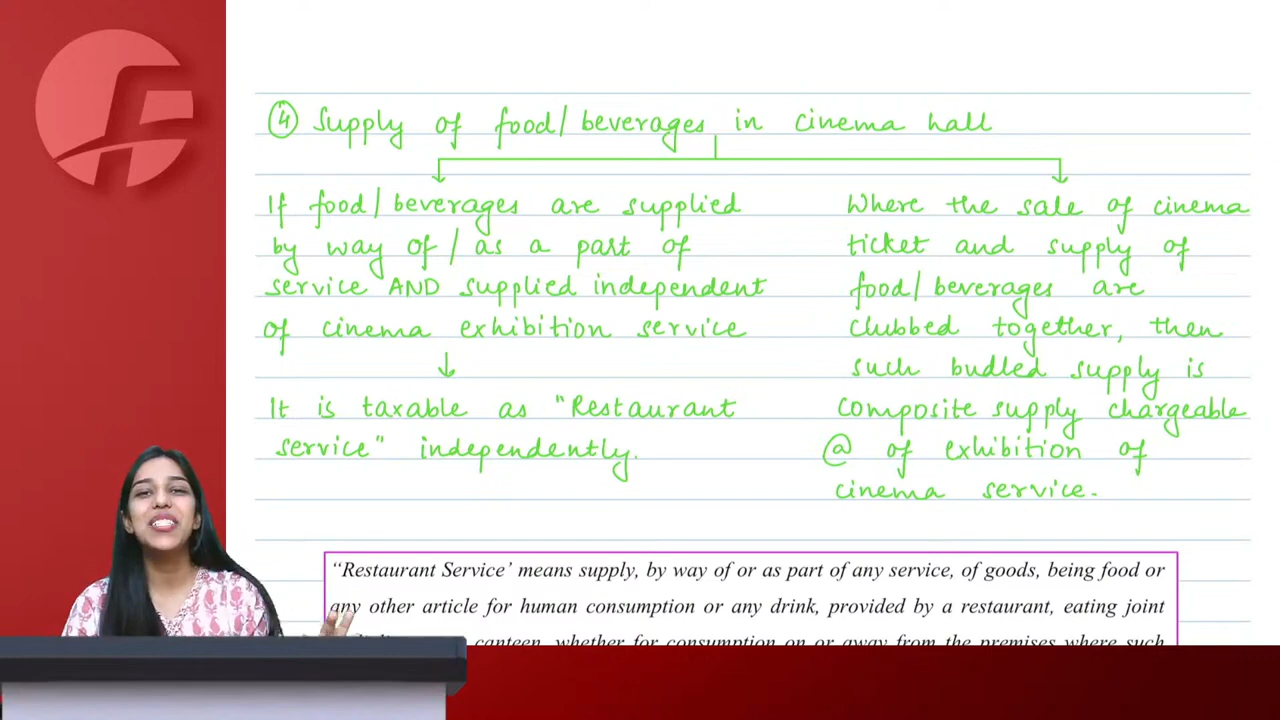 ④ Supply of food/beverages in cinema hall
If food/beverages are supplied
by way of / as a part of
service AND supplied independent
of cinema exhibition service
It is taxable as "Restaurant
service" independently.
Where the sale of cinema
ticket and supply of
food/beverages are
clubbed together, then
such budled supply is
composite supply chargeable
@ of exhibition of
cinema service.
“Restaurant Service’ means supply, by way of or as part of any service, of goods, being food or
any other article for human consumption or any drink, provided by a restaurant, eating joint
canteen, whether for consumption on or away from the premises where such